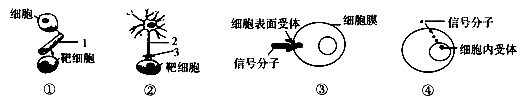 细胞
1
靶细胞
①
2
3
靶细胞
②
细胞表面受体
细胞膜
信号分子
③
信号分子
细胞内受体
④